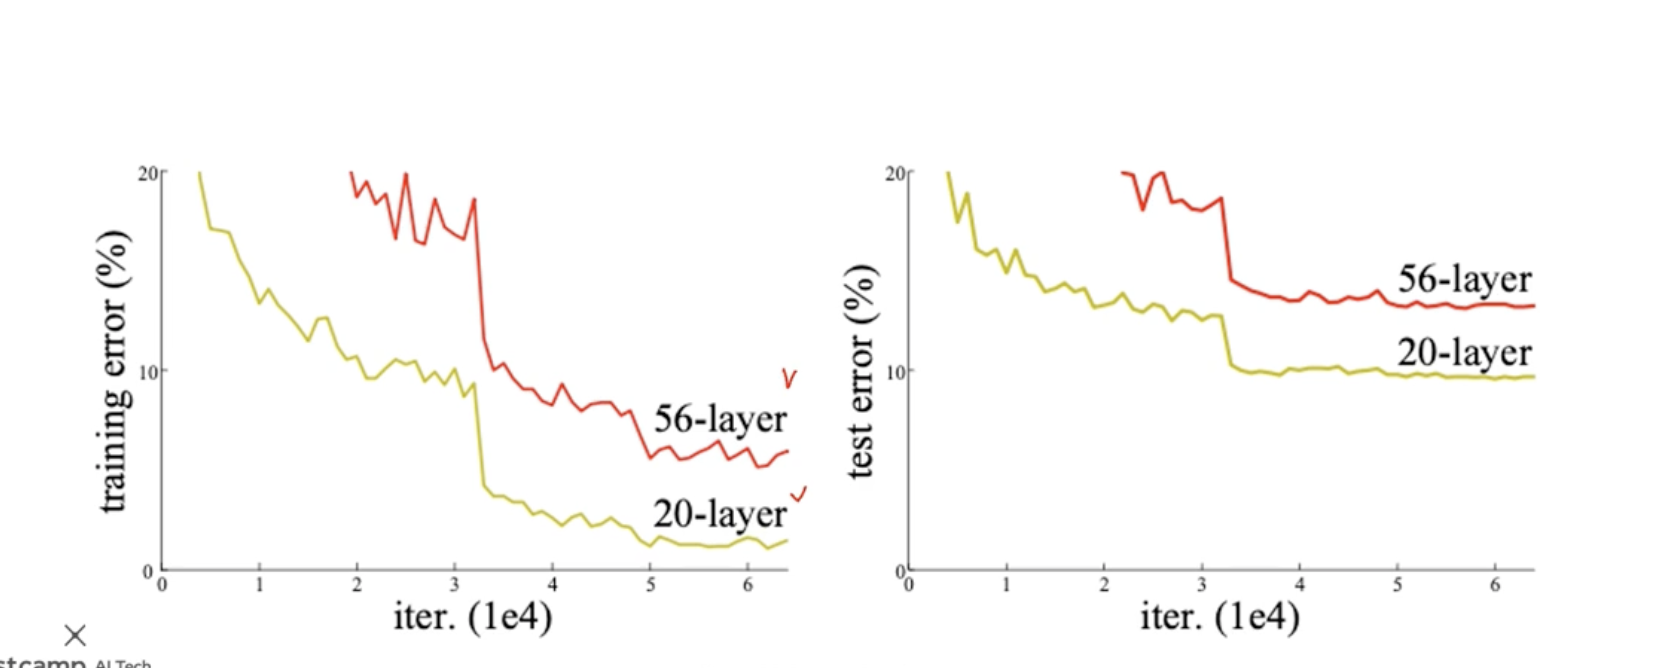 training error (%)
20
10
0
0 1 2 3 4 5 6
iter. (1e4)
56-layer
20-layer
test error (%)
20
10
0
0 1 2 3 4 5 6
iter. (1e4)
56-layer
20-layer
AI Tech